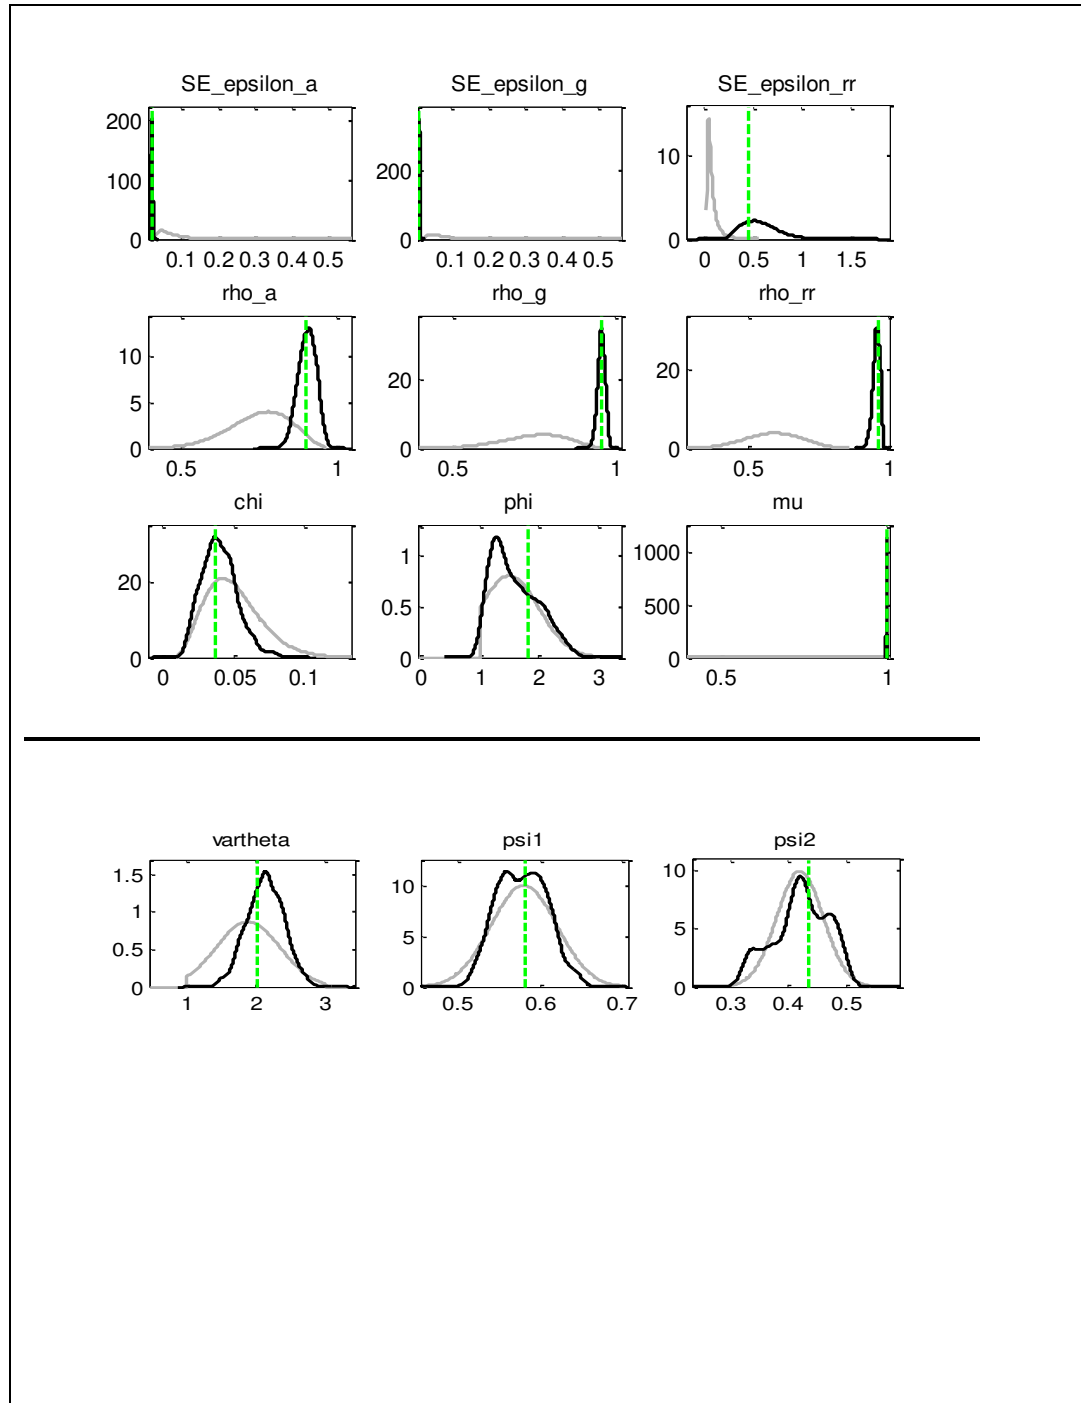 SE_epsilon_a SE_epsilon_g SE_epsilon_rr
200 100 0 0.1 0.2 0.3 0.4 0.5
200 0 0.1 0.2 0.3 0.4 0.5
10 0 0 0.5 1 1.5
rho_a rho_g rho_rr
10 5 0 0.5 1
20 0 0.5 1
20 0 0.5 1
chi phi mu
20 0 0 0.05 0.1
1 0.5 0 0 1 2 3
1000 500 0 0.5 1
vartheta psi1 psi2
1.5 1 0.5 0 1 2 3
10 5 0 0.5 0.6 0.7
10 5 0 0.3 0.4 0.5